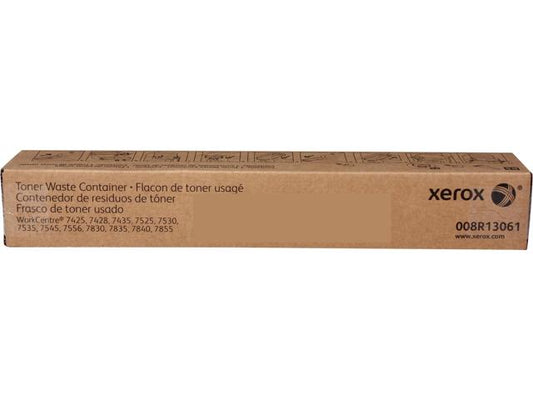 Toner Waste Container • Flacon de toner usagé
Contenedor de residuos de tóner
Frasco de toner usado
WorkCentre® 7425, 7428, 7435, 7525, 7530,
7535, 7545, 7556, 7830, 7835, 7840, 7855
xerox
008R13061
www.xerox.com